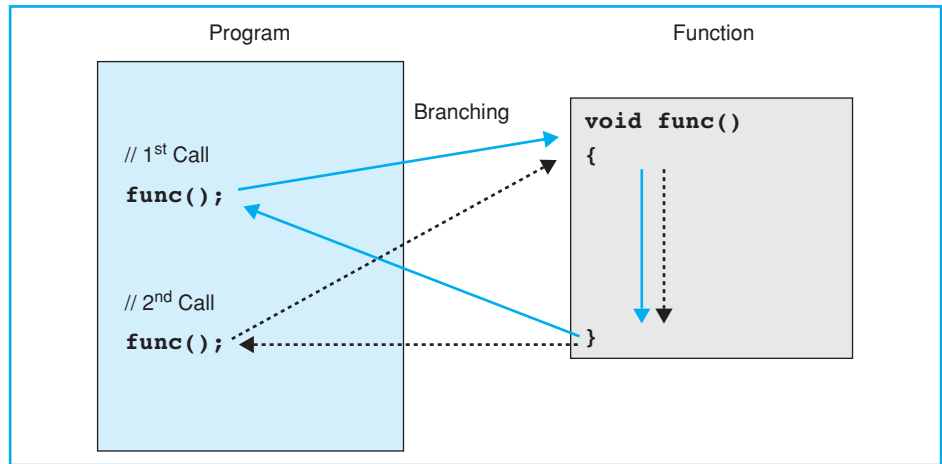 Program
Function
Branching
void func()
{
// 1st Call
func();
// 2nd Call
func();
}